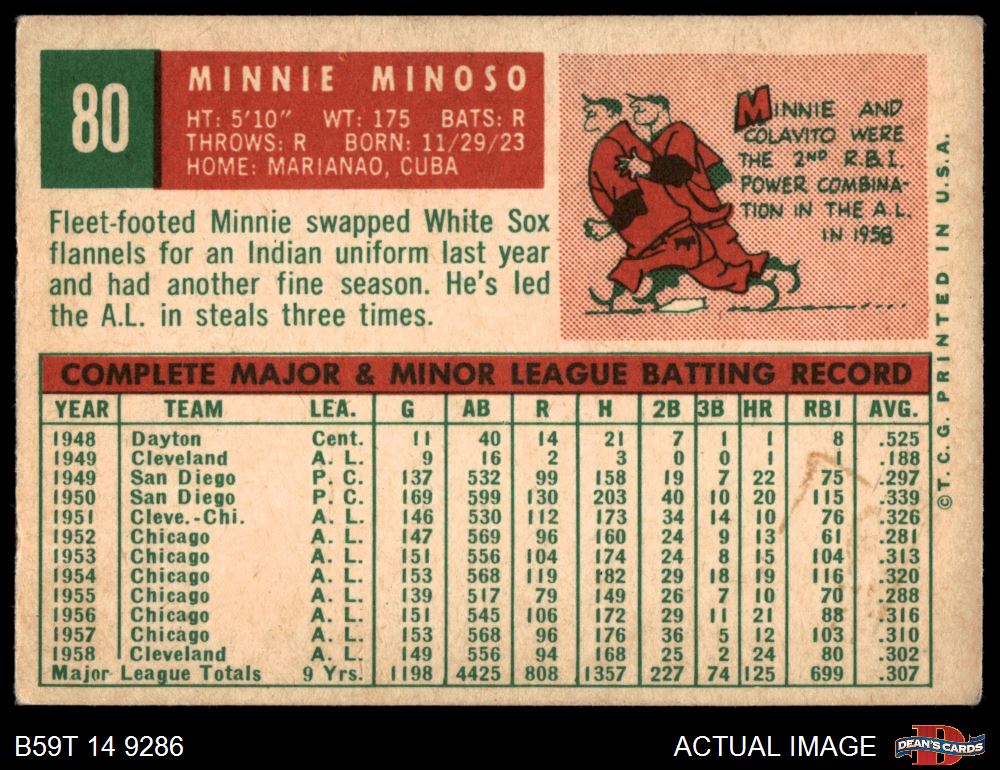 80
MINNIE MINOSO
HT: 5'10" WT: 175 BATS: R
THROWS: R BORN: 11/29/23
HOME: MARIANAO, CUBA
Fleet-footed Minnie swapped White Sox
flannels for an Indian uniform last year
and had another fine season. He's led
the A.L. in steals three times.
MINNIE AND
COLAVITO WERE
THE 2ND R.B.I.
POWER COMBINA-
TION IN THE A.L.
IN 1958
COMPLETE MAJOR & MINOR LEAGUE BATTING RECORD
YEAR TEAM LEA. G AB R H 2B 3B HR RBI AVG.
1948 Dayton Cent. 11 40 14 21 7 1 1 8 .525
1949 Cleveland A. L. 9 16 2 3 0 0 1 1 .188
1949 San Diego P. C. 137 532 99 158 19 7 22 75 .297
1950 San Diego P. C. 169 599 130 203 40 10 20 115 .339
1951 Cleve.-Chi. A. L. 146 530 112 173 34 14 10 76 .326
1952 Chicago A. L. 147 569 96 160 24 9 13 61 .281
1953 Chicago A. L. 151 556 104 174 24 8 15 104 .313
1954 Chicago A. L. 153 568 119 182 29 18 19 116 .320
1955 Chicago A. L. 139 517 79 149 26 7 10 70 .288
1956 Chicago A. L. 151 545 106 172 29 11 21 88 .316
1957 Chicago A. L. 153 568 96 176 36 5 12 103 .310
1958 Cleveland A. L. 149 556 94 168 25 2 24 80 .302
Major League Totals 9 Yrs. 1198 4425 808 1357 227 74 125 699 .307
© T. C. G. PRINTED IN U.S.A.
B59T 14 9286
ACTUAL IMAGE
D
DEAN'S CARDS